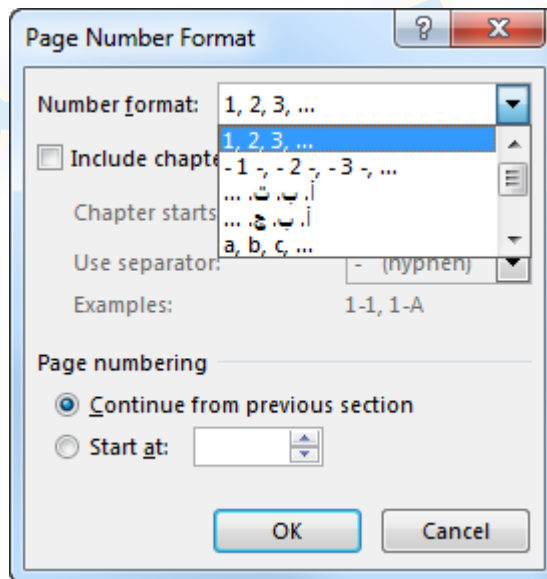 Page Number Format
Number format: 1, 2, 3, ...
1, 2, 3, ...
Include chapte
- 1 -, - 2 -, - 3 -, ...
أ، ب، ت، ...
Chapter starts
أ، ب، ج، ...
a, b, c, ...
Use separator: - (hyphen)
Examples: 1-1, 1-A
Page numbering
Continue from previous section
Start at:
OK Cancel